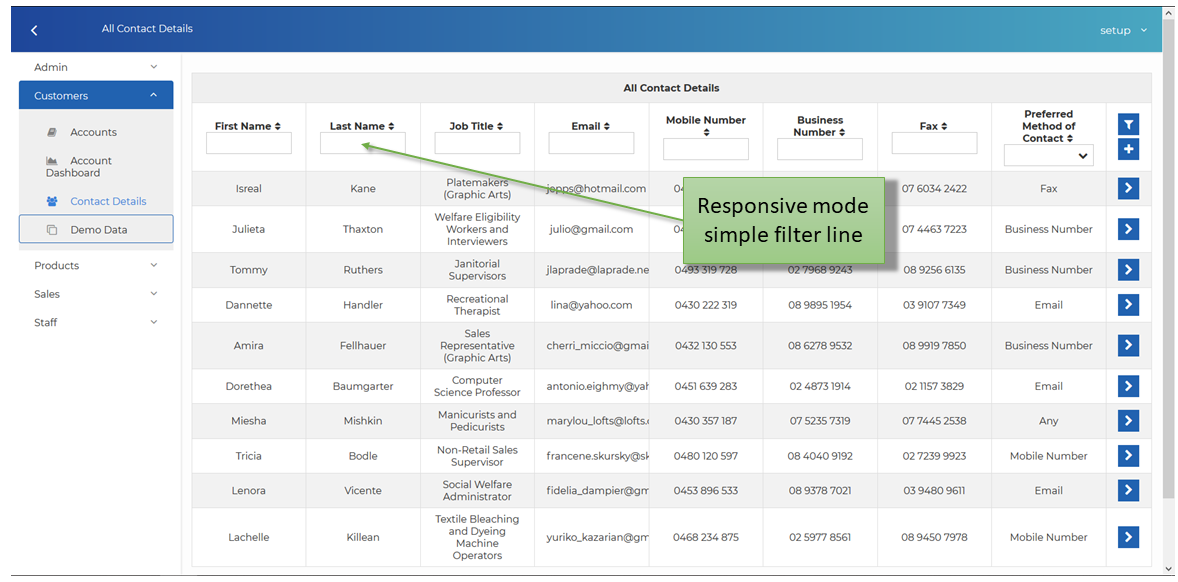 All Contact Details
setup
Admin
Customers
Accounts
Account
Dashboard
Contact Details
Demo Data
Products
Sales
Staff
All Contact Details
First Name Last Name Job Title Email Mobile Number Business Number Fax Preferred Method of Contact
Isreal Kane Platemakers (Graphic Arts) jopps@hotmail.com 07 6034 2422 Fax
Responsive mode
simple filter line
Julieta Thaxton Welfare Eligibility Workers and Interviewers julio@gmail.com 07 4463 7223 Business Number
Tommy Ruthers Janitorial Supervisors jlaprade@laprade.ne 0493 319 728 02 7968 9243 08 9256 6135 Business Number
Dannette Handler Recreational Therapist lina@yahoo.com 0430 222 319 08 9895 1954 03 9107 7349 Email
Amira Fellhauer Sales Representative (Graphic Arts) cherri_miccio@gmai 0432 130 553 08 6278 9532 08 9919 7850 Business Number
Dorethea Baumgarter Computer Science Professor antonio.eighmy@yah 0451 639 283 02 4873 1914 02 1157 3829 Email
Miesha Mishkin Manicurists and Pedicurists marylou_lofts@lofts. 0430 357 187 07 5235 7319 07 7445 2538 Any
Tricia Bodle Non-Retail Sales Supervisor francene.skursky@sk 0480 120 597 08 4040 9192 02 7239 9923 Mobile Number
Lenora Vicente Social Welfare Administrator fidelia_dampier@gm 0453 896 533 08 9378 7021 03 9480 9611 Email
Lachelle Killean Textile Bleaching and Dyeing Machine Operators yuriko_kazarian@gm 0468 234 875 02 5977 8561 08 9450 7978 Mobile Number